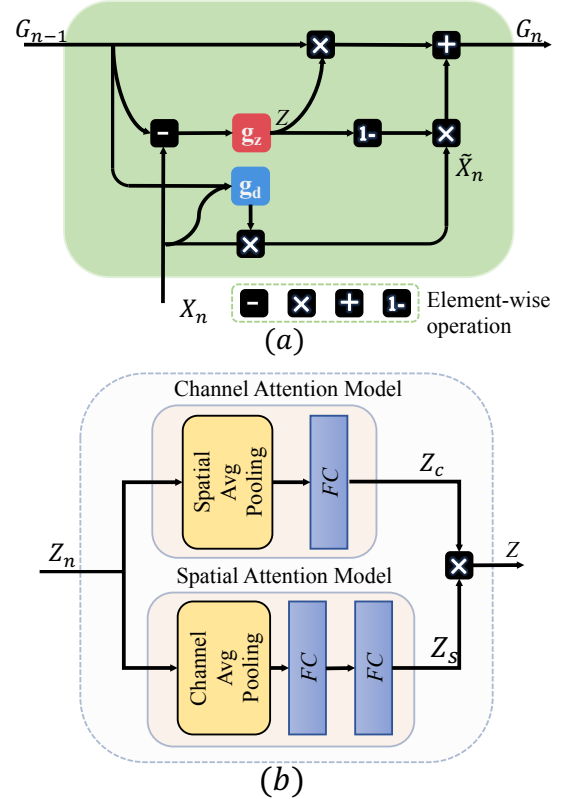 G_{n-1}
×
+
G_n
−
g_z
Z
1-
×
X̃_n
g_d
×
X_n
− × + 1-
Element-wise
operation
(a)
Channel Attention Model
Spatial
Avg
Pooling
FC
Z_c
Z_n
×
Z
Spatial Attention Model
Channel
Avg
Pooling
FC
FC
Z_s
(b)